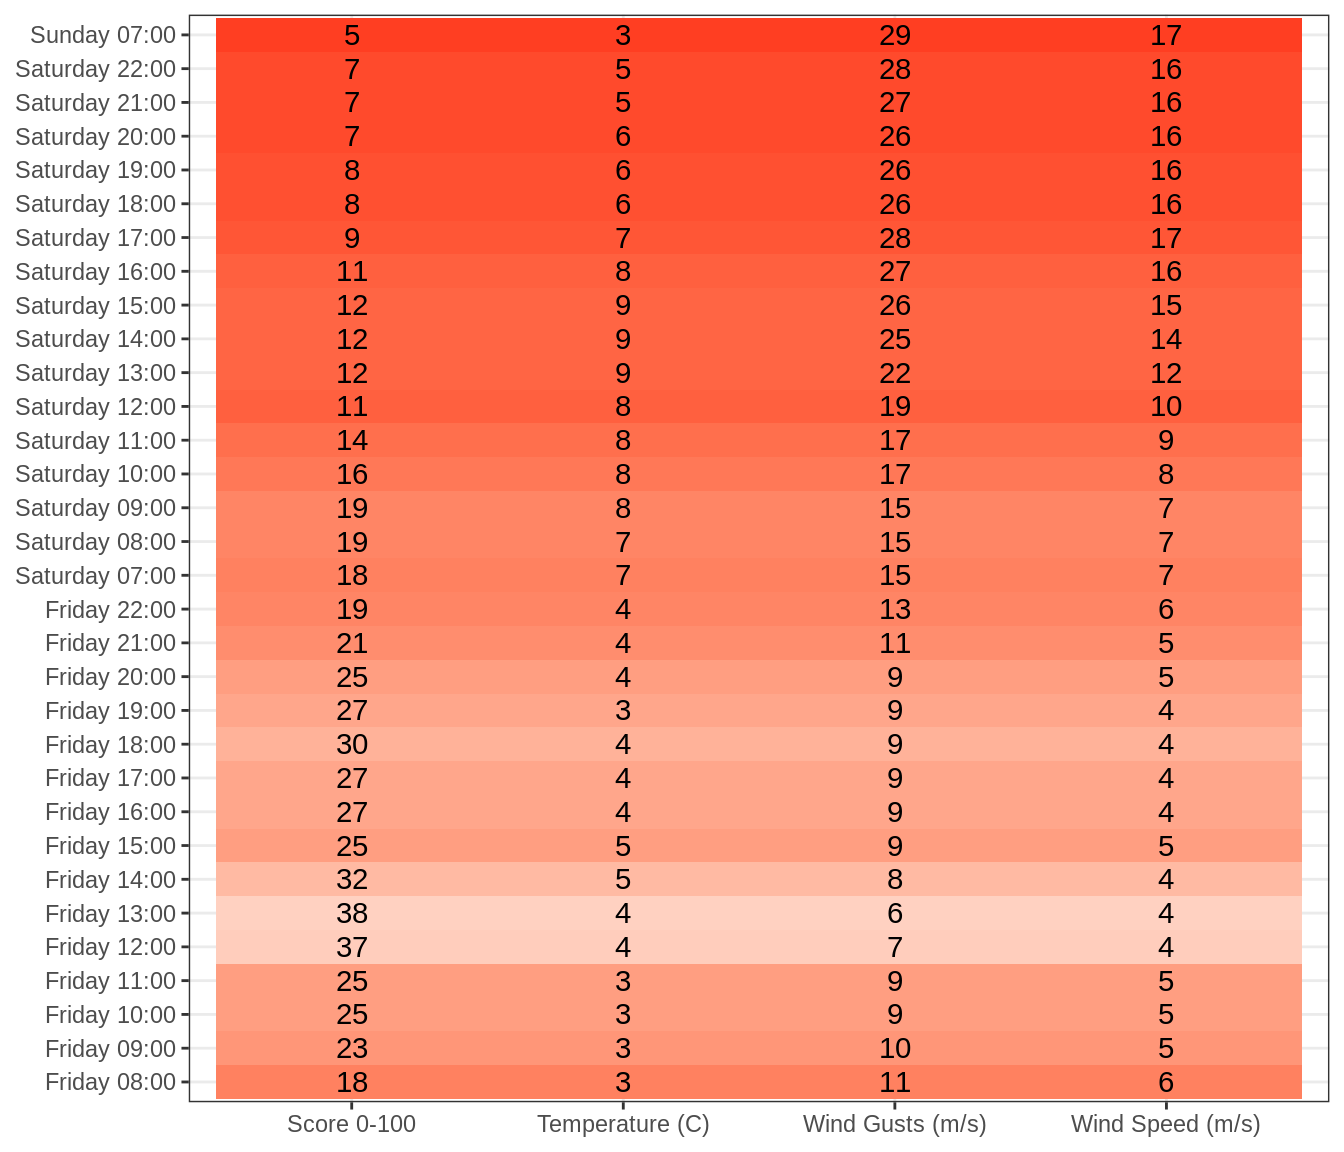 Sunday 07:00 5 3 29 17
Saturday 22:00 7 5 28 16
Saturday 21:00 7 5 27 16
Saturday 20:00 7 6 26 16
Saturday 19:00 8 6 26 16
Saturday 18:00 8 6 26 16
Saturday 17:00 9 7 28 17
Saturday 16:00 11 8 27 16
Saturday 15:00 12 9 26 15
Saturday 14:00 12 9 25 14
Saturday 13:00 12 9 22 12
Saturday 12:00 11 8 19 10
Saturday 11:00 14 8 17 9
Saturday 10:00 16 8 17 8
Saturday 09:00 19 8 15 7
Saturday 08:00 19 7 15 7
Saturday 07:00 18 7 15 7
Friday 22:00 19 4 13 6
Friday 21:00 21 4 11 5
Friday 20:00 25 4 9 5
Friday 19:00 27 3 9 4
Friday 18:00 30 4 9 4
Friday 17:00 27 4 9 4
Friday 16:00 27 4 9 4
Friday 15:00 25 5 9 5
Friday 14:00 32 5 8 4
Friday 13:00 38 4 6 4
Friday 12:00 37 4 7 4
Friday 11:00 25 3 9 5
Friday 10:00 25 3 9 5
Friday 09:00 23 3 10 5
Friday 08:00 18 3 11 6
Score 0-100 Temperature (C) Wind Gusts (m/s) Wind Speed (m/s)